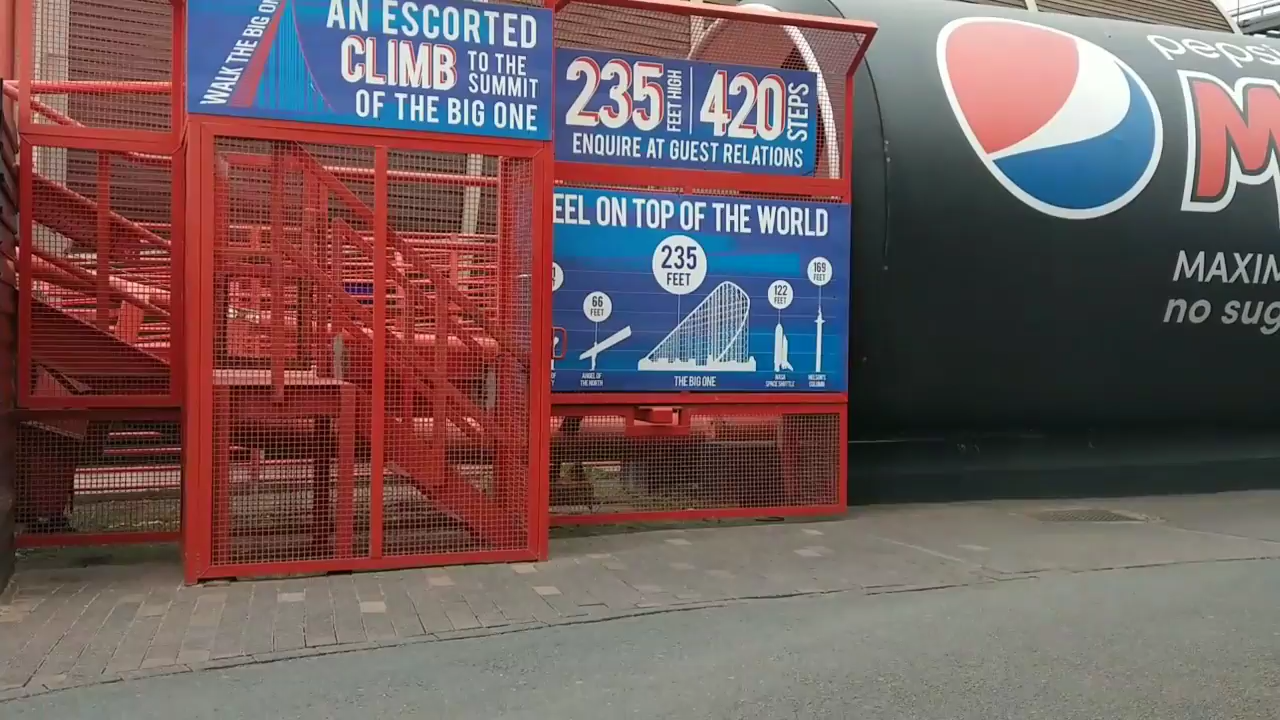 WALK THE BIG ON
AN ESCORTED
CLIMB TO THE SUMMIT
OF THE BIG ONE
235 FEET HIGH 420 STEPS
ENQUIRE AT GUEST RELATIONS
EEL ON TOP OF THE WORLD
235 FEET
66 FEET
122 FEET
169 FEET
ANGEL OF THE NORTH
THE BIG ONE
NASA SPACE SHUTTLE
NELSON'S COLUMN
pepsi
M
MAXIM
no sug